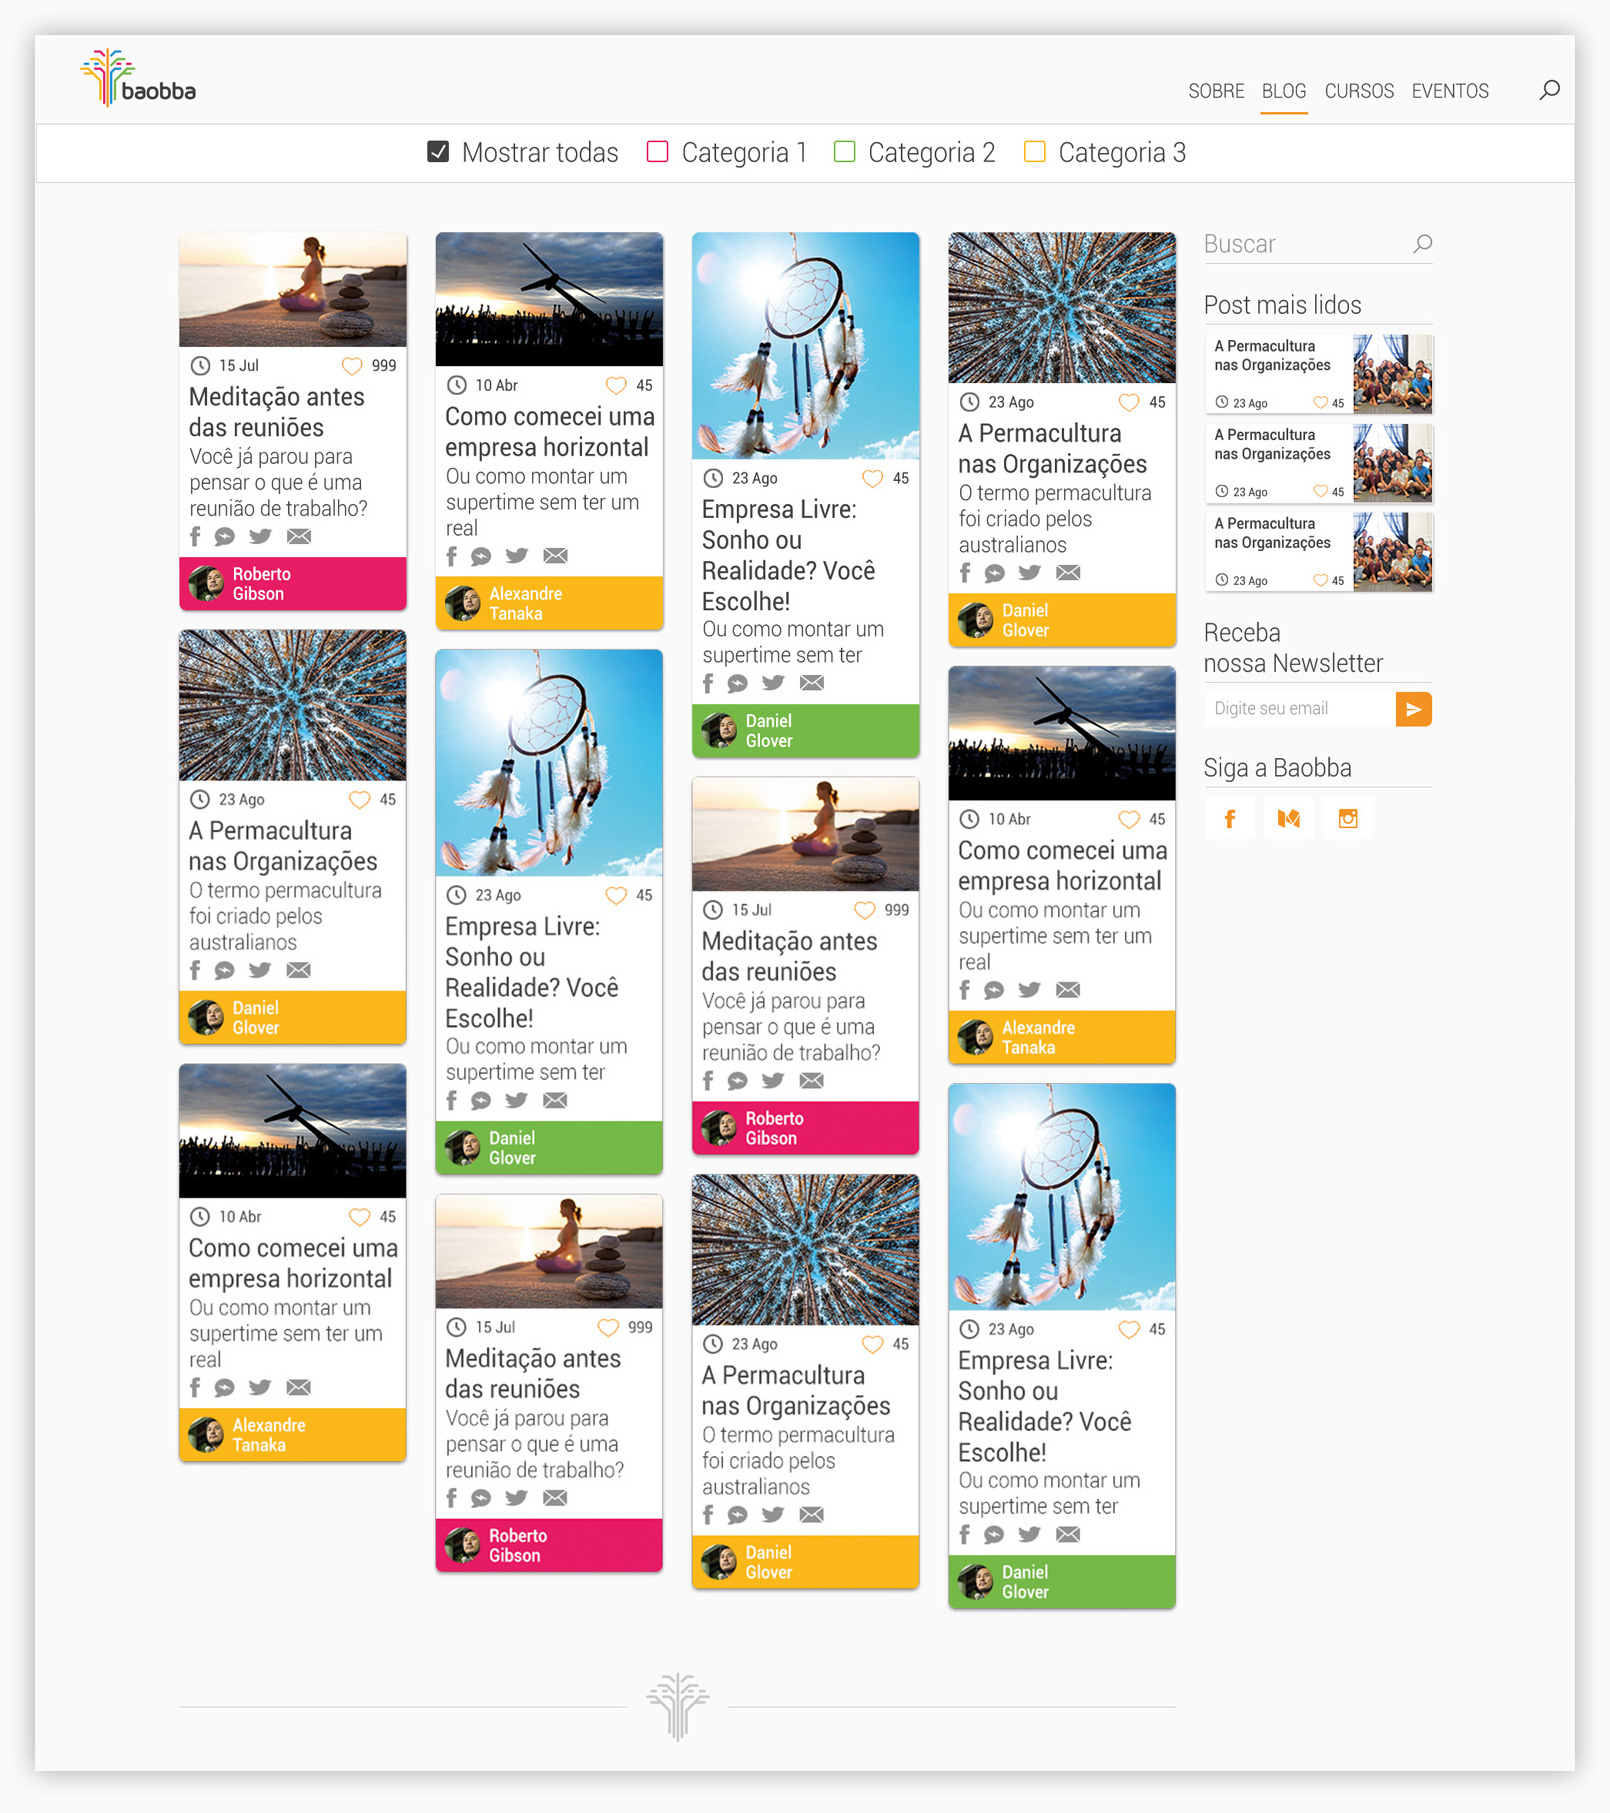 baobba
SOBRE BLOG CURSOS EVENTOS
Mostrar todas Categoria 1 Categoria 2 Categoria 3
15 Jul 999
Meditação antes
das reuniões
Você já parou para
pensar o que é uma
reunião de trabalho?
Roberto
Gibson
23 Ago 45
A Permacultura
nas Organizações
O termo permacultura
foi criado pelos
australianos
Daniel
Glover
10 Abr 45
Como comecei uma
empresa horizontal
Ou como montar um
supertime sem ter um
real
Alexandre
Tanaka
10 Abr 45
Como comecei uma
empresa horizontal
Ou como montar um
supertime sem ter um
real
Alexandre
Tanaka
23 Ago 45
Empresa Livre:
Sonho ou
Realidade? Você
Escolhe!
Ou como montar um
supertime sem ter
Daniel
Glover
15 Jul 999
Meditação antes
das reuniões
Você já parou para
pensar o que é uma
reunião de trabalho?
Roberto
Gibson
23 Ago 45
Empresa Livre:
Sonho ou
Realidade? Você
Escolhe!
Ou como montar um
supertime sem ter
Daniel
Glover
15 Jul 999
Meditação antes
das reuniões
Você já parou para
pensar o que é uma
reunião de trabalho?
Roberto
Gibson
23 Ago 45
A Permacultura
nas Organizações
O termo permacultura
foi criado pelos
australianos
Daniel
Glover
23 Ago 45
A Permacultura
nas Organizações
O termo permacultura
foi criado pelos
australianos
Daniel
Glover
10 Abr 45
Como comecei uma
empresa horizontal
Ou como montar um
supertime sem ter um
real
Alexandre
Tanaka
23 Ago 45
Empresa Livre:
Sonho ou
Realidade? Você
Escolhe!
Ou como montar um
supertime sem ter
Daniel
Glover
Buscar
Post mais lidos
A Permacultura
nas Organizações
23 Ago 45
A Permacultura
nas Organizações
23 Ago 45
A Permacultura
nas Organizações
23 Ago 45
Receba
nossa Newsletter
Digite seu email
Siga a Baobba